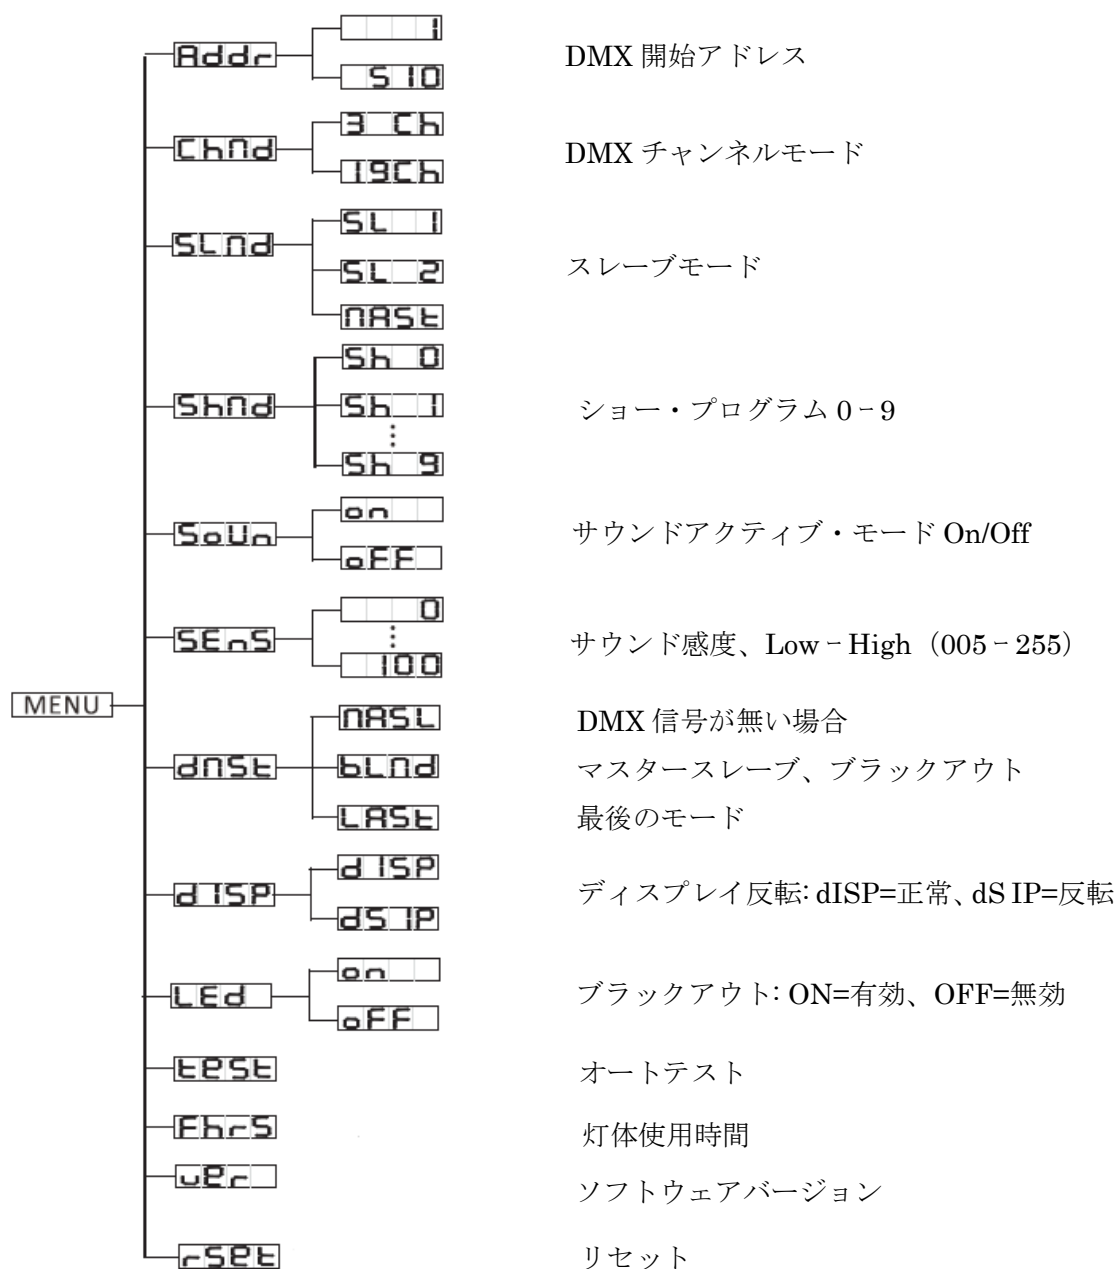 1
Addr
DMX 開始アドレス
510
3 Ch
ChNd
DMX チャンネルモード
19Ch
SL 1
SLNd
SL 2
スレーブモード
NASt
Sh 0
ShNd
Sh 1
ショー・プログラム 0－9
⋮
Sh 9
on
SoUn
サウンドアクティブ・モード On/Off
oFF
0
SEnS
⋮
サウンド感度、Low－High（005－255）
100
MENU
NASL
DMX 信号が無い場合
dNSt
bLNd
マスタースレーブ、ブラックアウト
LASt
最後のモード
dISP
dISP
ディスプレイ反転: dISP=正常、dS IP=反転
dSIP
on
LEd
ブラックアウト: ON=有効、OFF=無効
oFF
teSt
オートテスト
FhrS
灯体使用時間
ver
ソフトウェアバージョン
rSet
リセット